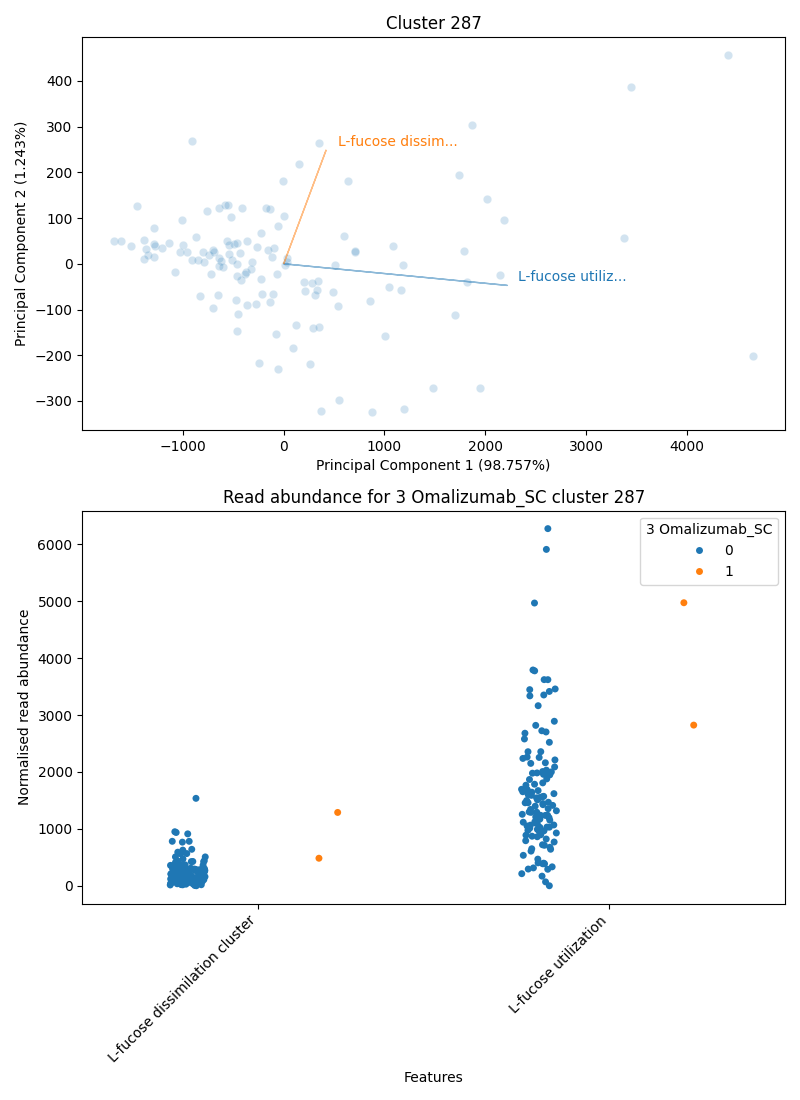 Cluster 287
Principal Component 2 (1.243%)
400
300
200
100
0
−100
−200
−300
L-fucose dissim...
L-fucose utiliz...
−1000
0
1000
2000
3000
4000
Principal Component 1 (98.757%)
Read abundance for 3 Omalizumab_SC cluster 287
Normalised read abundance
6000
5000
4000
3000
2000
1000
0
3 Omalizumab_SC
0
1
L-fucose dissimilation cluster
L-fucose utilization
Features